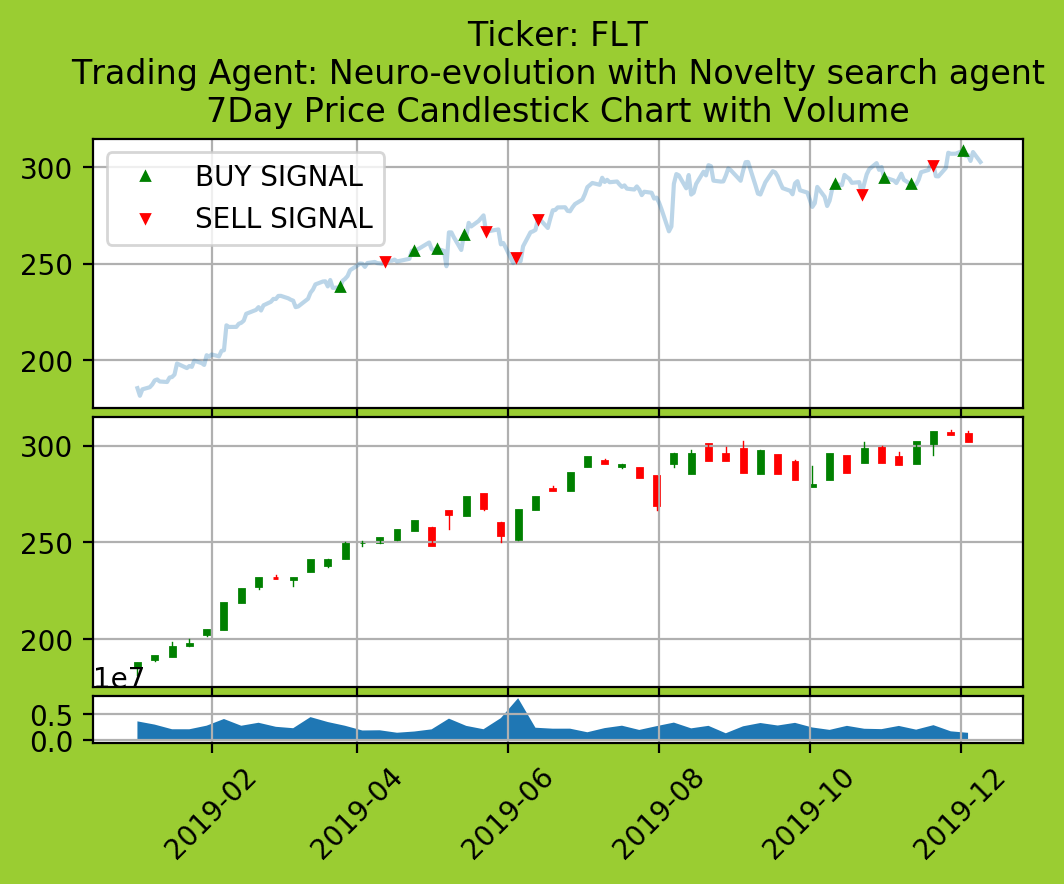 Ticker: FLT
Trading Agent: Neuro-evolution with Novelty search agent
7Day Price Candlestick Chart with Volume
300
250
200
BUY SIGNAL
SELL SIGNAL
300
250
200
1e7
0.5
0.0
2019-02
2019-04
2019-06
2019-08
2019-10
2019-12